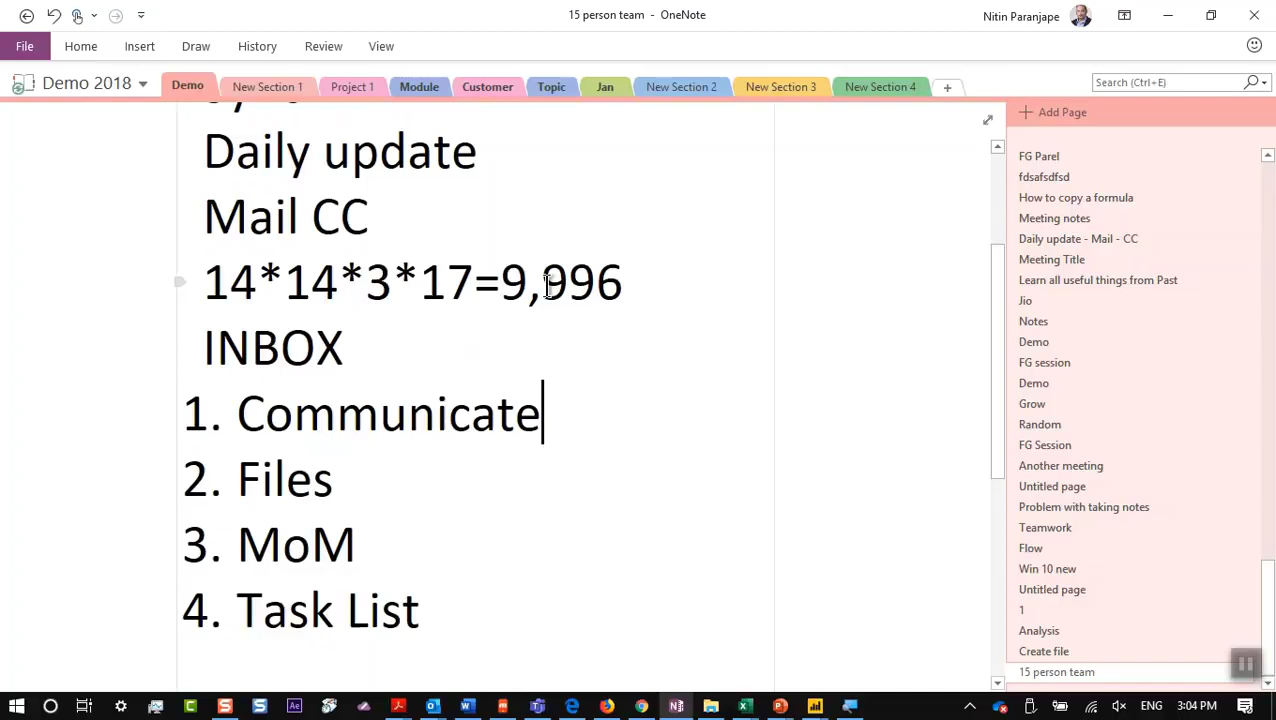 15 person team - OneNote
Nitin Paranjape
File
Home
Insert
Draw
History
Review
View
Demo 2018
Demo
New Section 1
Project 1
Module
Customer
Topic
Jan
New Section 2
New Section 3
New Section 4
Search (Ctrl+E)
Daily update
Mail CC
14*14*3*17=9,996
INBOX
1. Communicate
2. Files
3. MoM
4. Task List
Add Page
FG Parel
fdsafsdfsd
How to copy a formula
Meeting notes
Daily update - Mail - CC
Meeting Title
Learn all useful things from Past
Jio
Notes
Demo
FG session
Demo
Grow
Random
FG Session
Another meeting
Untitled page
Problem with taking notes
Teamwork
Flow
Win 10 new
Untitled page
1
Analysis
Create file
15 person team
3:04 PM